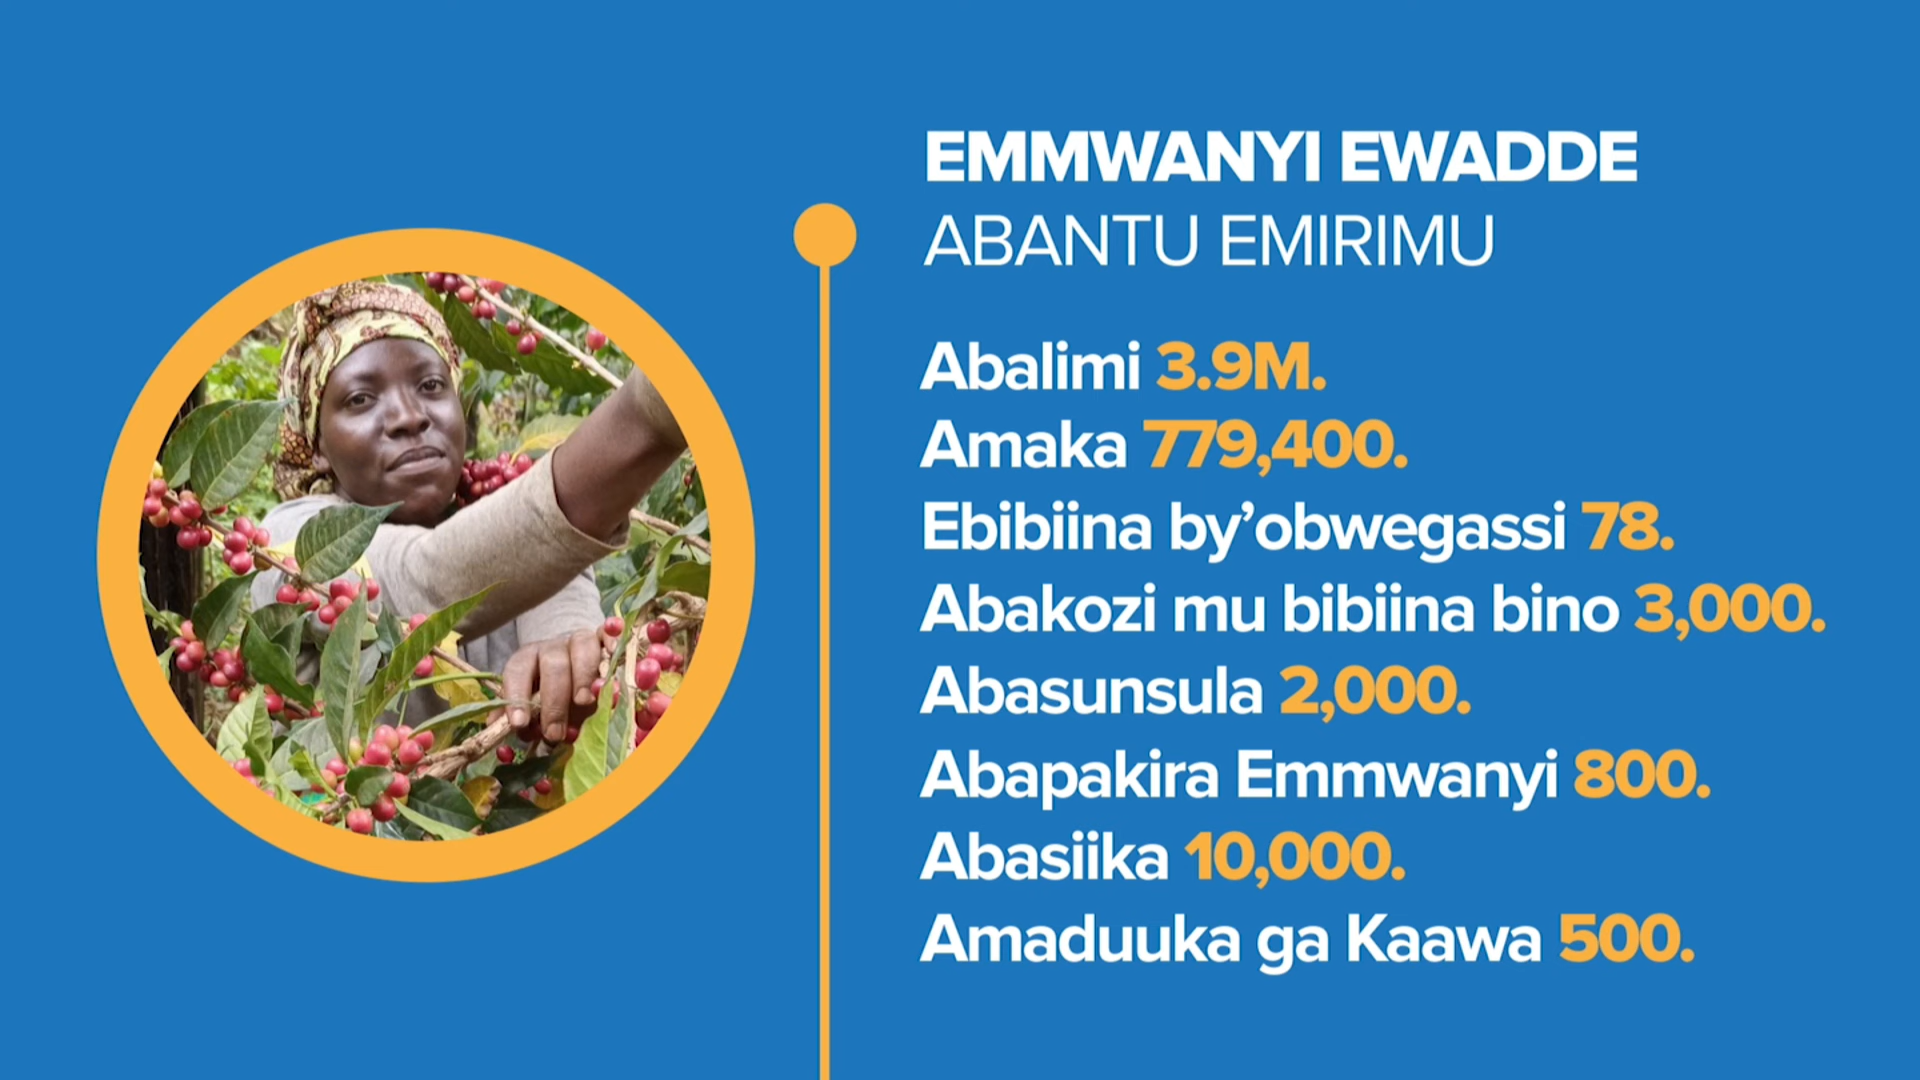 EMMWANYI EWADDE
ABANTU EMIRIMU
Abalimi 3.9M.
Amaka 779,400.
Ebibiina by’obwegassi 78.
Abakozi mu bibiina bino 3,000.
Abasunsula 2,000.
Abapakira Emmwanyi 800.
Abasiika 10,000.
Amaduuka ga Kaawa 500.